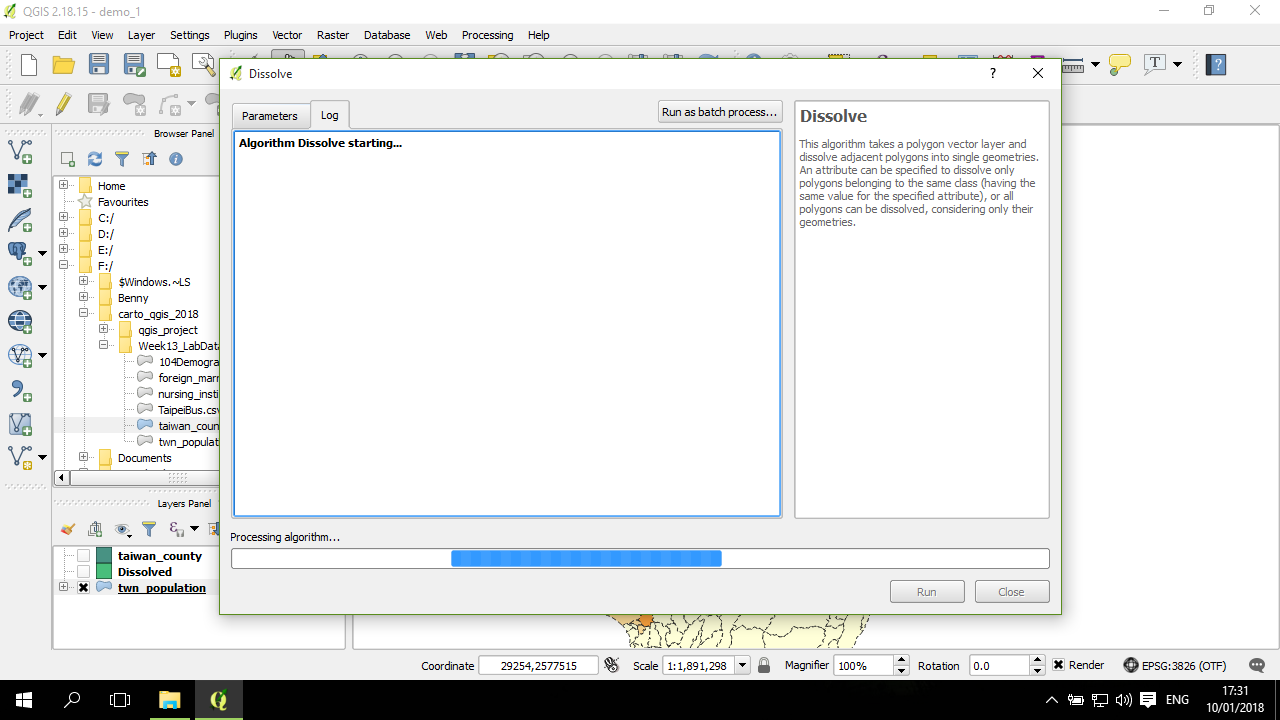 QGIS 2.18.15 - demo_1
Project Edit View Layer Settings Plugins Vector Raster Database Web Processing Help
Dissolve
?
Parameters
Log
Run as batch process...
Algorithm Dissolve starting...
Dissolve
This algorithm takes a polygon vector layer and
dissolve adjacent polygons into single geometries.
An attribute can be specified to dissolve only
polygons belonging to the same class (having the
same value for the specified attribute), or all
polygons can be dissolved, considering only their
geometries.
Processing algorithm...
Run
Close
Browser Panel
Home
Favourites
C:/
D:/
E:/
F:/
$Windows.~LS
Benny
carto_qgis_2018
qgis_project
Week13_LabData
104Demogra
foreign_marr
nursing_insti
TaipeiBus.csv
taiwan_coun
twn_populati
Documents
Layers Panel
taiwan_county
Dissolved
twn_population
Coordinate 29254,2577515 Scale 1:1,891,298 Magnifier 100% Rotation 0.0 Render EPSG:3826 (OTF)
ENG
17:31
10/01/2018